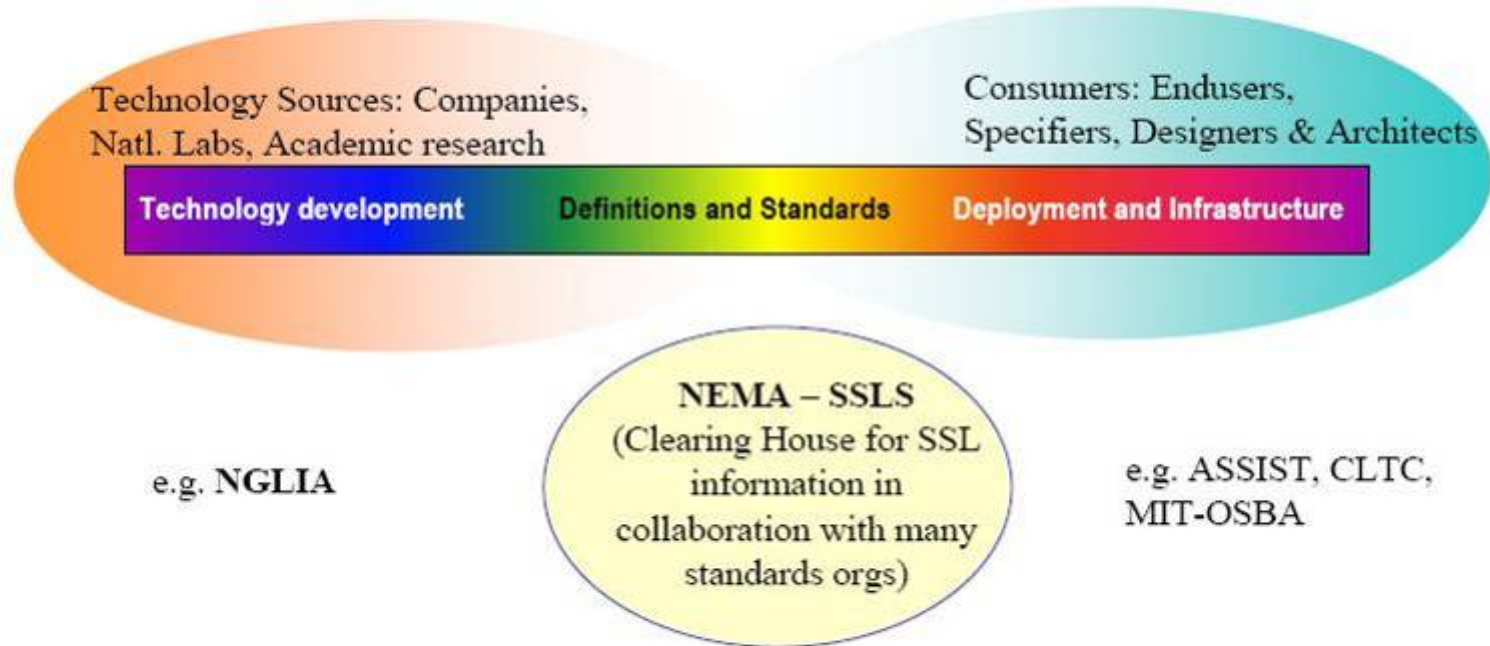 Technology Sources: Companies,
Natl. Labs, Academic research
Consumers: Endusers,
Specifiers, Designers & Architects
Technology development
Definitions and Standards
Deployment and Infrastructure
NEMA – SSLS
(Clearing House for SSL
information in
collaboration with many
standards orgs)
e.g. NGLIA
e.g. ASSIST, CLTC,
MIT-OSBA